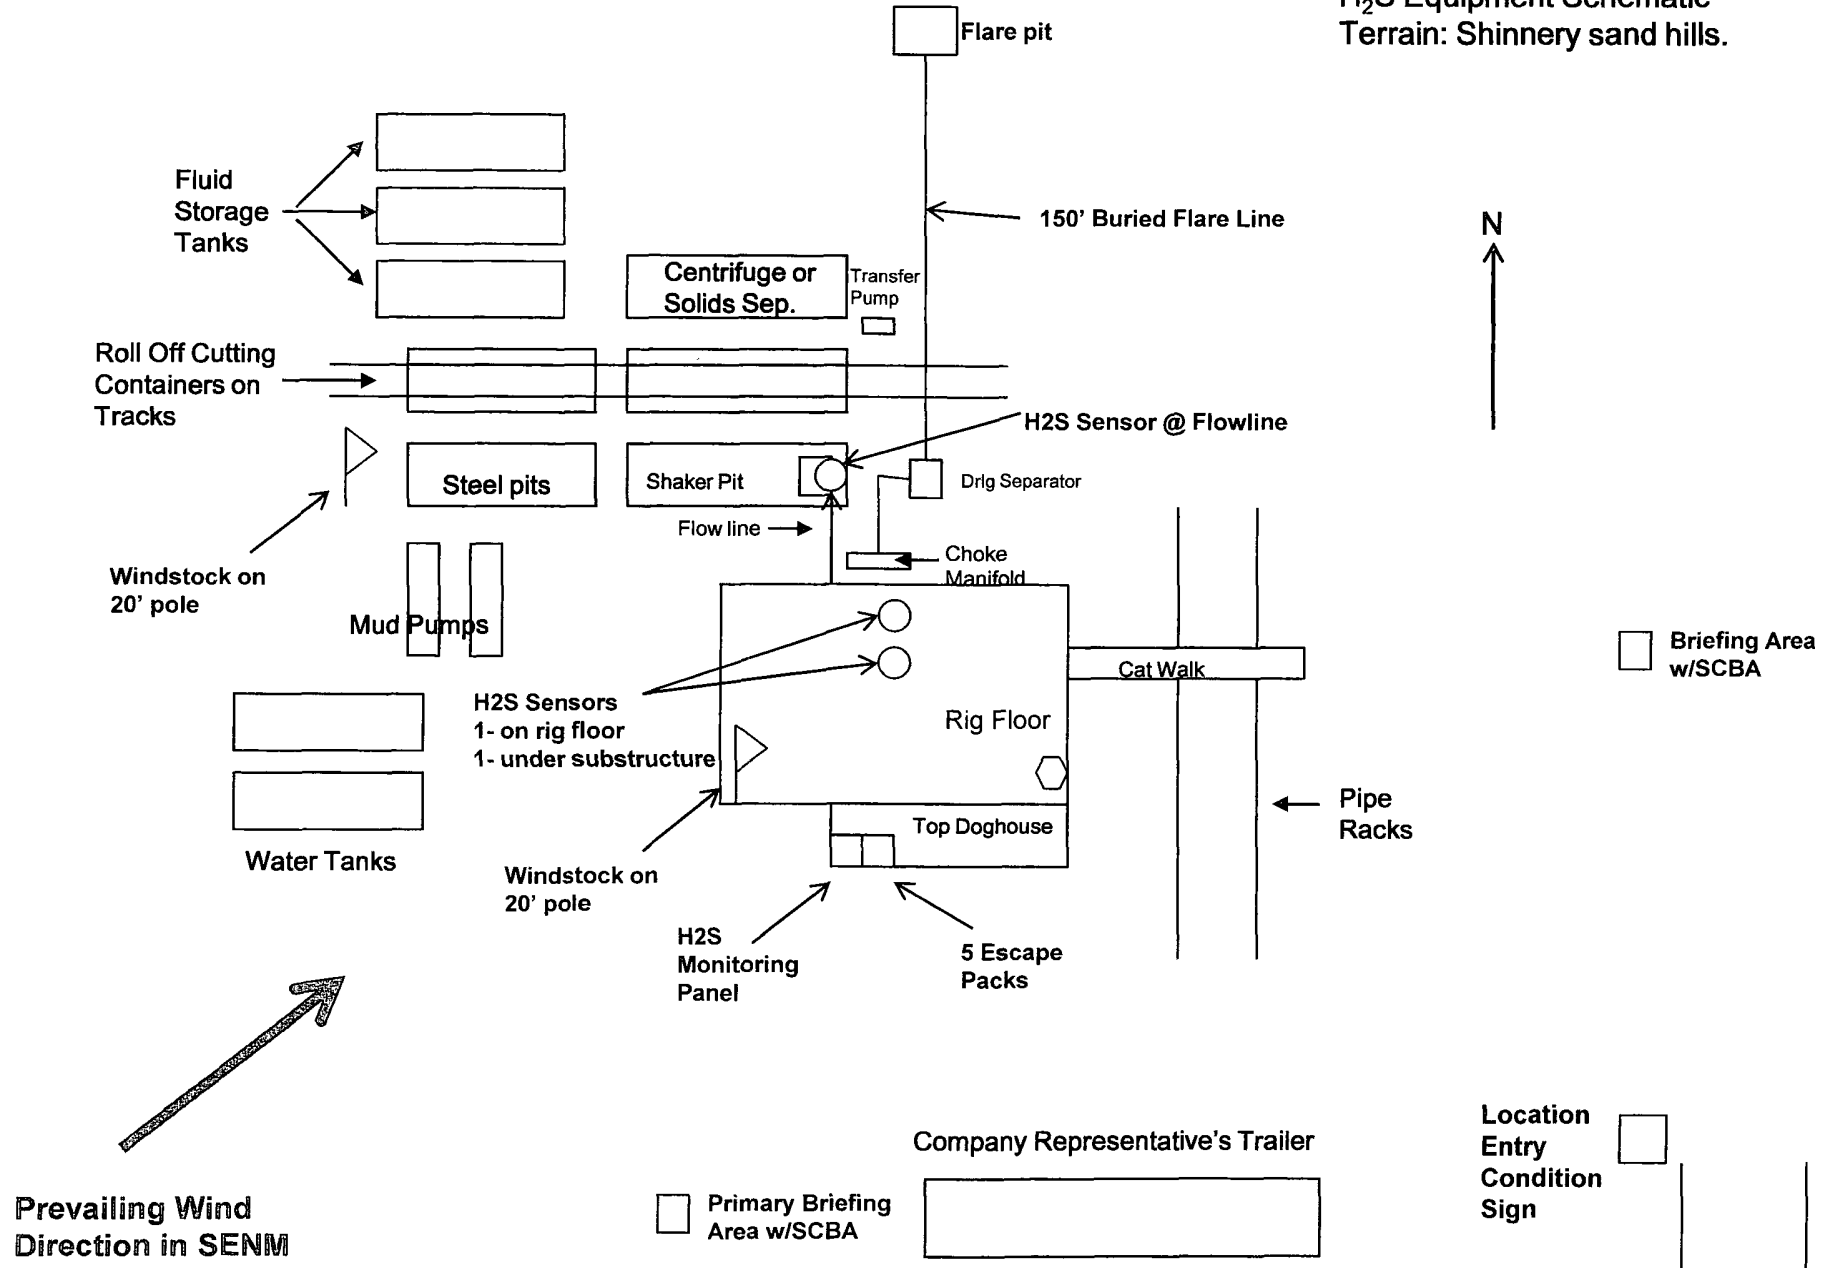 H₂S Equipment Schematic
Terrain: Shinnery sand hills.
Flare pit
Fluid
Storage
Tanks
150' Buried Flare Line
N
Centrifuge or
Solids Sep.
Transfer
Pump
Roll Off Cutting
Containers on
Tracks
H2S Sensor @ Flowline
Steel pits
Shaker Pit
Drlg Separator
Flow line
Choke
Manifold
Windstock on
20' pole
Mud Pumps
Briefing Area
w/SCBA
Cat Walk
H2S Sensors
1- on rig floor
1- under substructure
Rig Floor
Pipe
Racks
Top Doghouse
Water Tanks
Windstock on
20' pole
H2S
Monitoring
Panel
5 Escape
Packs
Prevailing Wind
Direction in SENM
Primary Briefing
Area w/SCBA
Company Representative's Trailer
Location
Entry
Condition
Sign